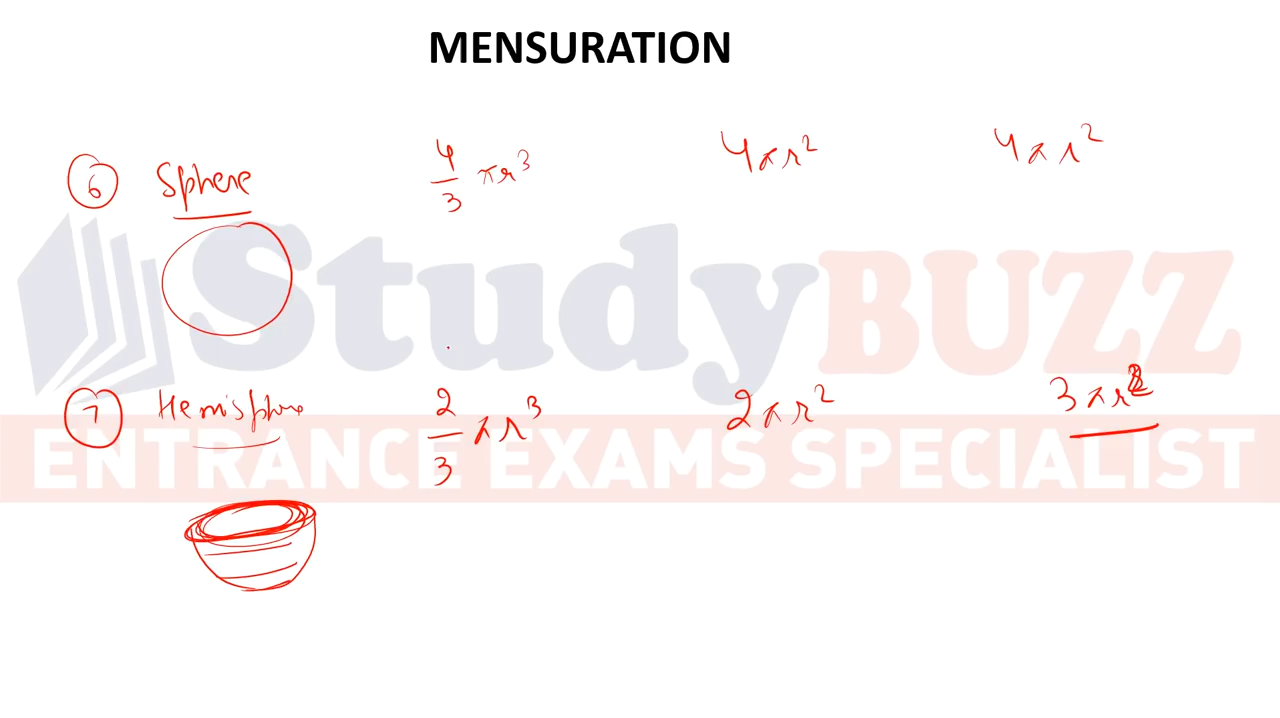 MENSURATION
6 Sphere 4/3 πr³ 4πr² 4πr²
StudyBUZZ
7 Hemisphere 2/3 πr³ 2πr² 3πr²
ENTRANCE EXAMS SPECIALIST